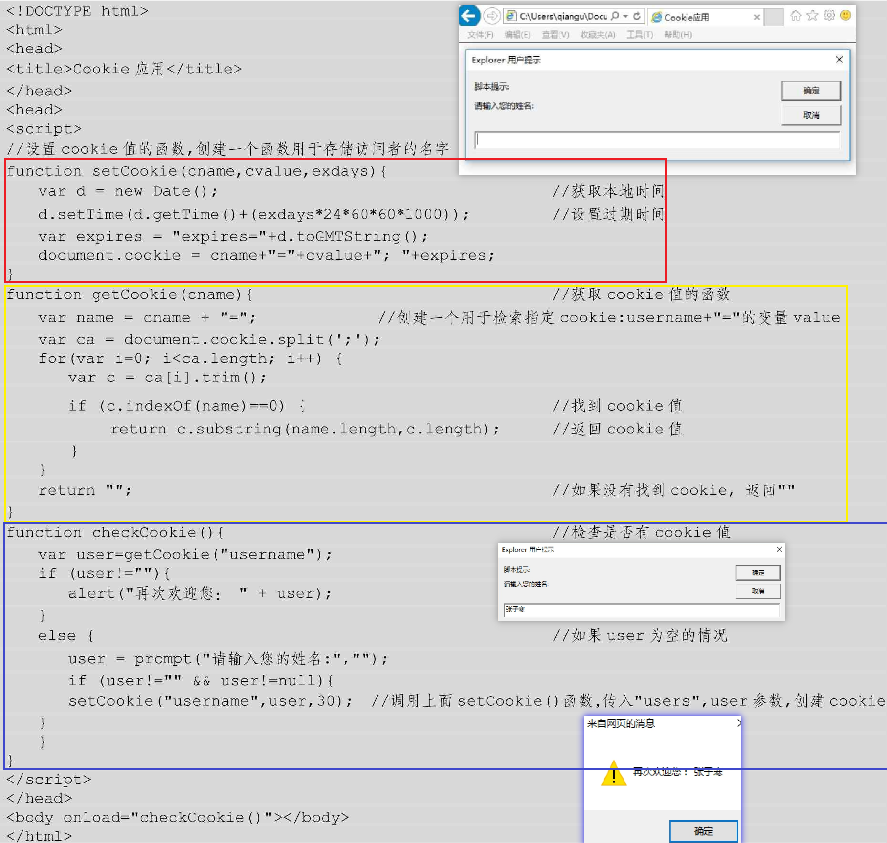 <!DOCTYPE html>
<html>
<head>
<title>Cookie 应用</title>
</head>
<head>
<script>
//设置 cookie 值的函数,创建一个函数用于存储访问者的名字
function setCookie(cname,cvalue,exdays){
var d = new Date(); //获取本地时间
d.setTime(d.getTime()+(exdays*24*60*60*1000)); //设置过期时间
var expires = "expires="+d.toGMTString();
document.cookie = cname+"="+cvalue+"; "+expires;
}
function getCookie(cname){ //获取 cookie 值的函数
var name = cname + "="; //创建一个用于检索指定 cookie:username+"="的变量 value
var ca = document.cookie.split(';');
for(var i=0; i<ca.length; i++) {
var c = ca[i].trim();
if (c.indexOf(name)==0) { //找到 cookie 值
return c.substring(name.length,c.length); //返回 cookie 值
}
}
return ""; //如果没有找到 cookie, 返回""
}
function checkCookie(){ //检查是否有 cookie 值
var user=getCookie("username");
if (user!=""){
alert("再次欢迎您: " + user);
}
else { //如果 user 为空的情况
user = prompt("请输入您的姓名:","");
if (user!="" && user!=null){
setCookie("username",user,30); //调用上面 setCookie()函数,传入"users",user 参数,创建 cookie
}
}
}
</script>
</head>
<body onload="checkCookie()"></body>
</html>
C:\Users\qiangu\Docu
Cookie应用
文件(F) 编辑(E) 查看(V) 收藏夹(A) 工具(T) 帮助(H)
Explorer 用户提示
脚本提示:
确定
请输入您的姓名:
取消
Explorer 用户提示
脚本提示:
确定
请输入您的姓名:
取消
来自网页的消息
再次欢迎您:
确定